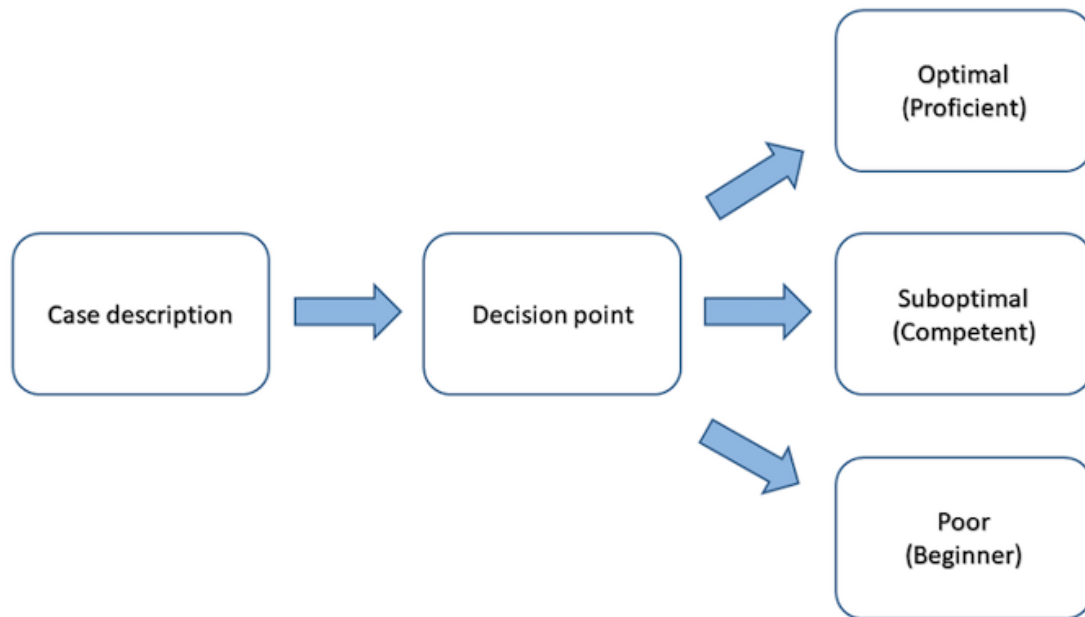 Case description
Decision point
Optimal
(Proficient)
Suboptimal
(Competent)
Poor
(Beginner)